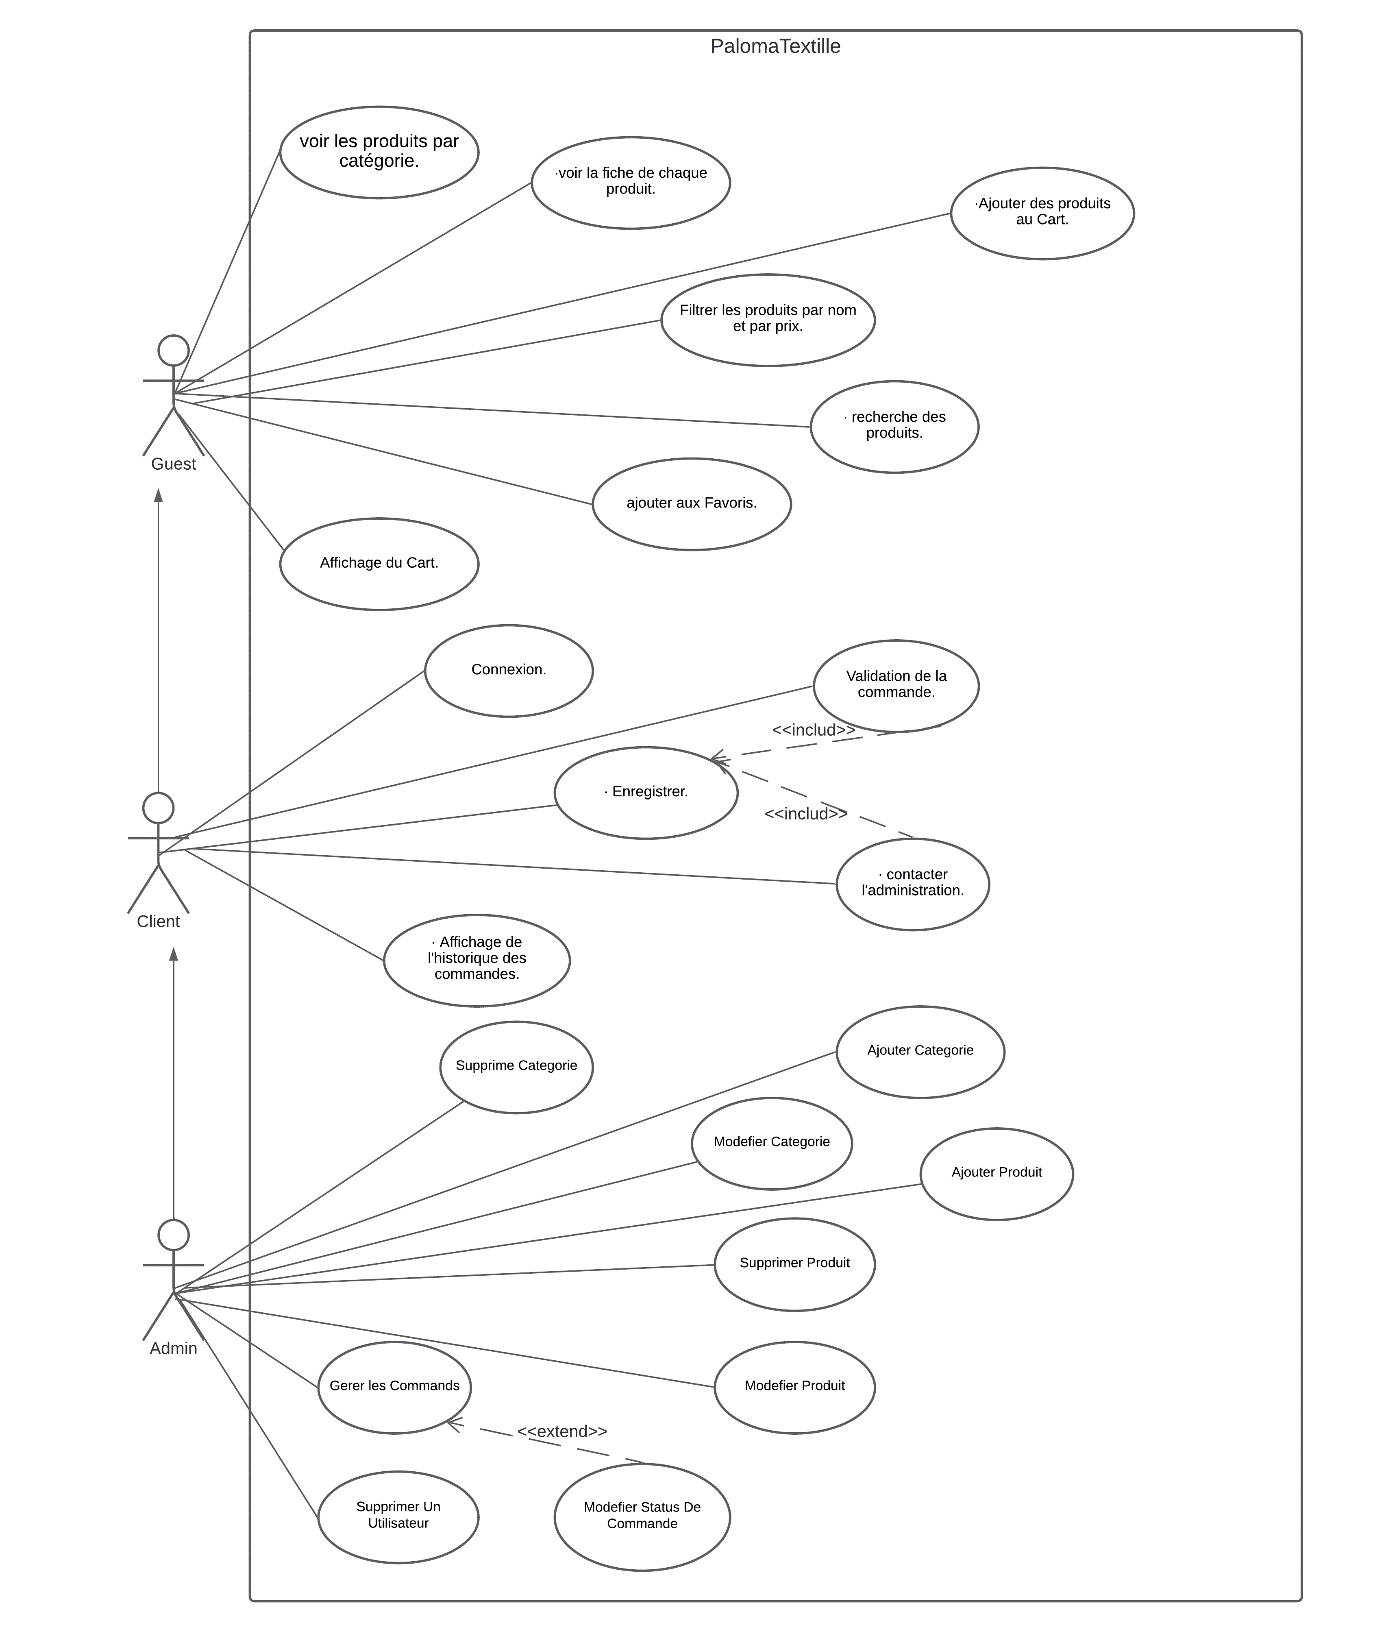 PalomaTextille
voir les produits par
catégorie.
·voir la fiche de chaque
produit.
·Ajouter des produits
au Cart.
Filtrer les produits par nom
et par prix.
· recherche des
produits.
Guest
ajouter aux Favoris.
Affichage du Cart.
Connexion.
Validation de la
commande.
<<includ>>
· Enregistrer.
<<includ>>
· contacter
l'administration.
Client
· Affichage de
l'historique des
commandes.
Supprime Categorie
Ajouter Categorie
Modefier Categorie
Ajouter Produit
Supprimer Produit
Admin
Gerer les Commands
Modefier Produit
<<extend>>
Supprimer Un
Utilisateur
Modefier Status De
Commande